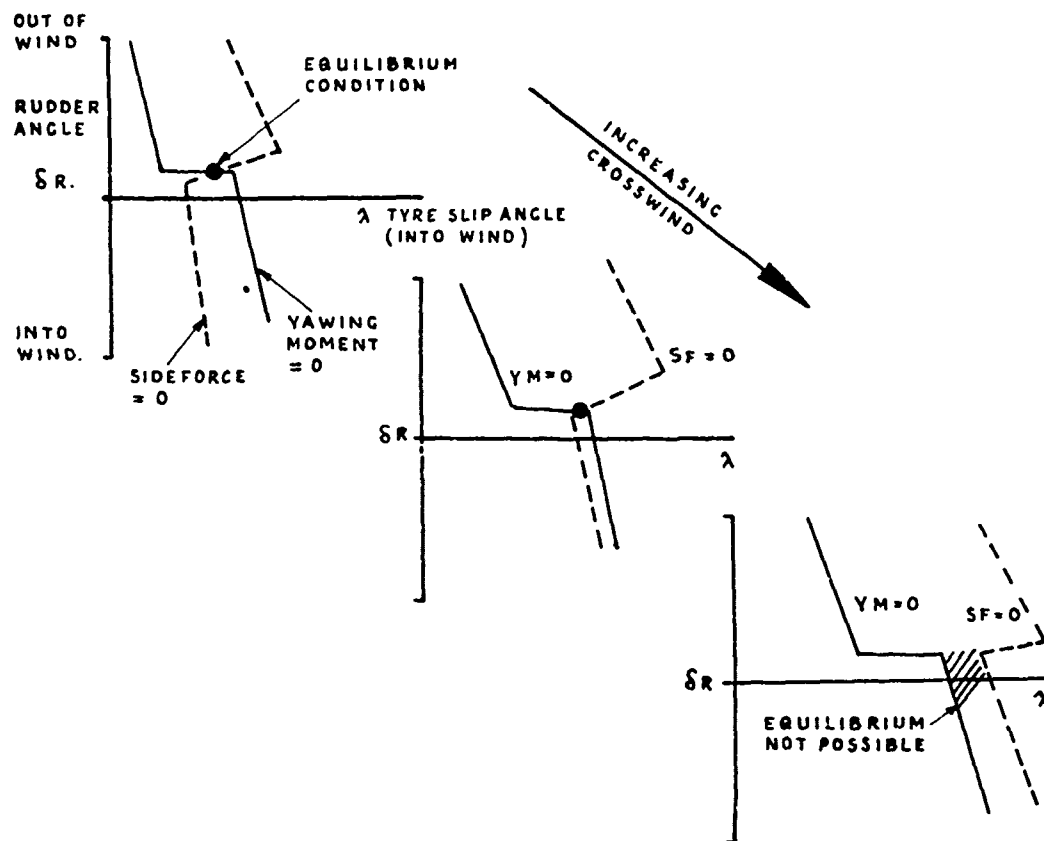 OUT OF
WIND
EQUILIBRIUM
CONDITION
RUDDER
ANGLE
δR.
λ TYRE SLIP ANGLE
(INTO WIND)
INTO
WIND.
SIDEFORCE
= 0
YAWING
MOMENT
= 0
INCREASING
CROSSWIND
YM=0
SF=0
δR
λ
YM=0
SF=0
δR
λ
EQUILIBRIUM
NOT POSSIBLE